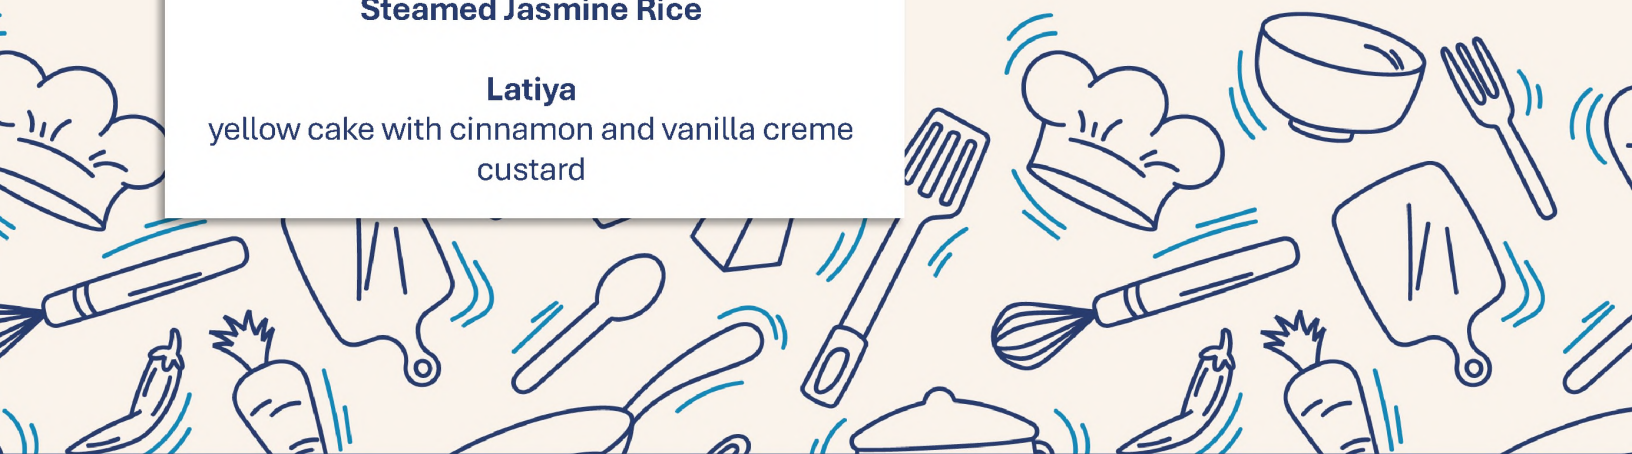 Steamed Jasmine Rice
Latiya
yellow cake with cinnamon and vanilla creme
custard